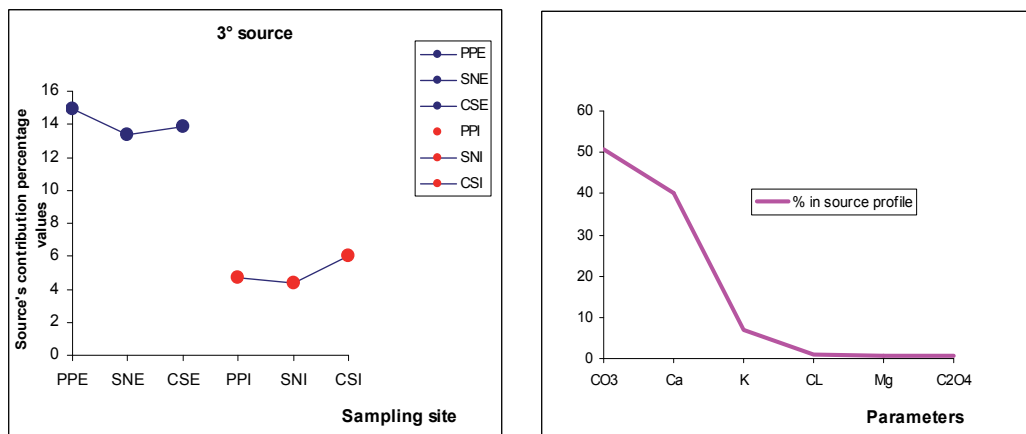 3° source
PPE
SNE
CSE
PPI
SNI
CSI
Source's contribution percentage
values
16
14
12
10
8
6
4
2
0
PPE SNE CSE PPI SNI CSI
Sampling site
60
50
40
30
20
10
0
% in source profile
CO3 Ca K CL Mg C2O4
Parameters